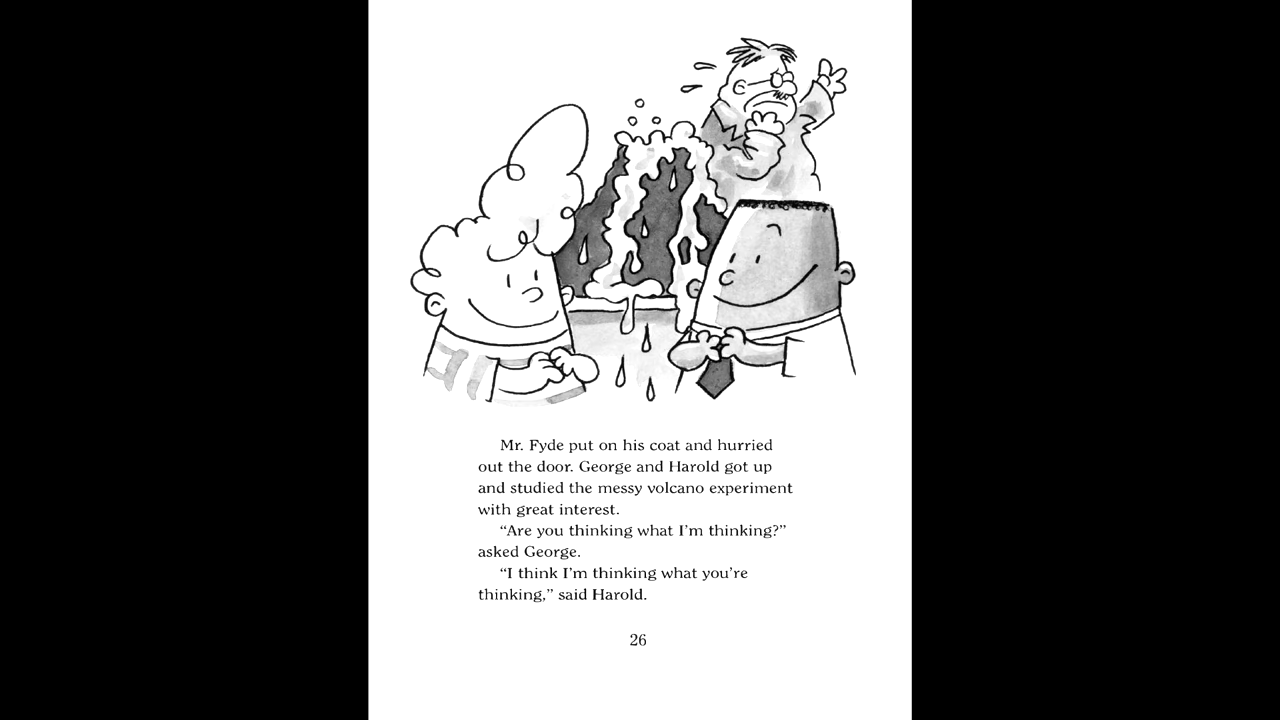 Mr. Fyde put on his coat and hurried
out the door. George and Harold got up
and studied the messy volcano experiment
with great interest.
“Are you thinking what I’m thinking?”
asked George.
“I think I’m thinking what you’re
thinking,” said Harold.
26